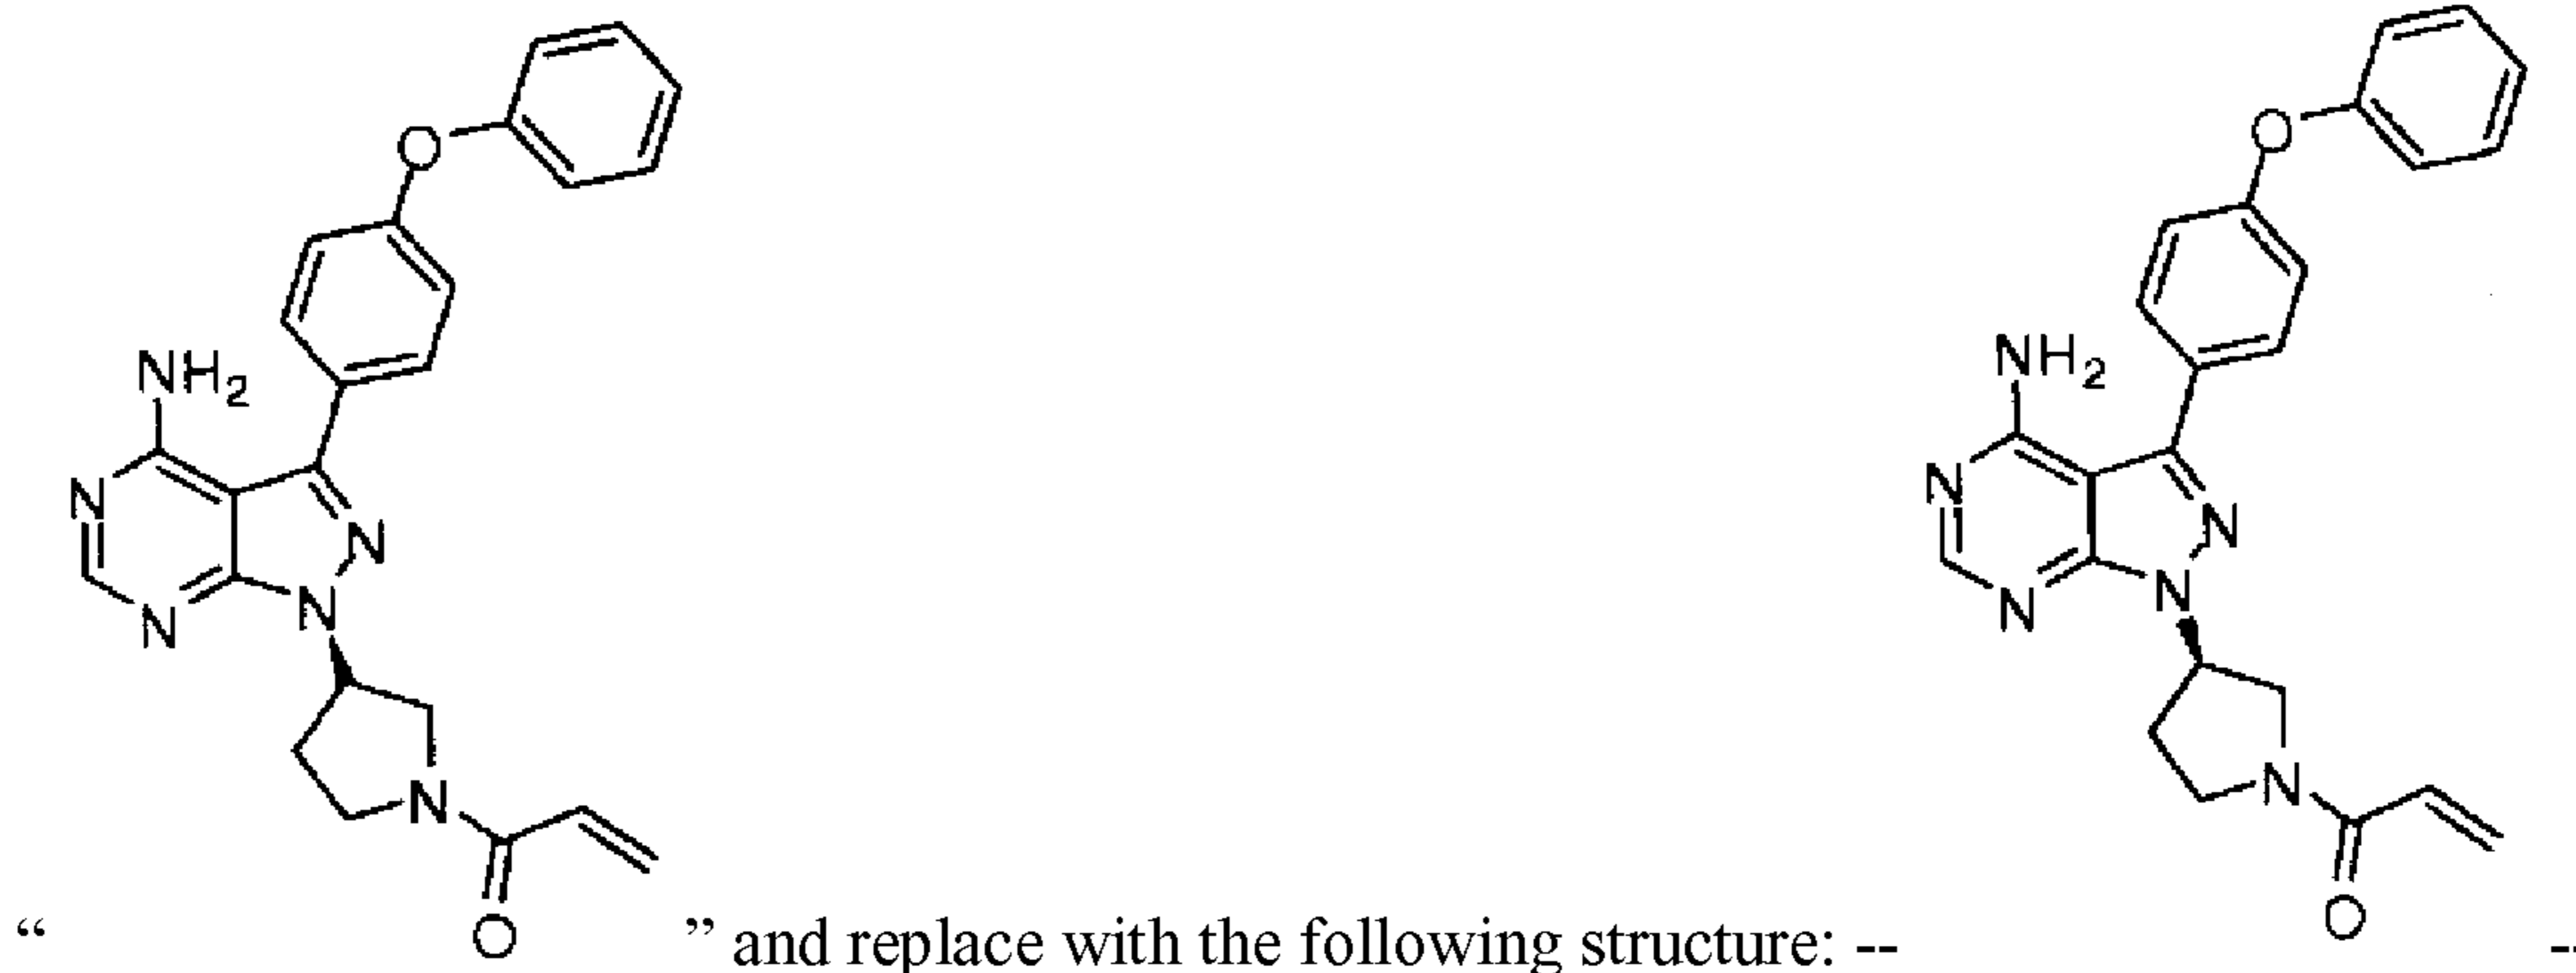 O O
NH2 NH2
N N
N N
N N N N
N N
“ O ” and replace with the following structure: -- O --